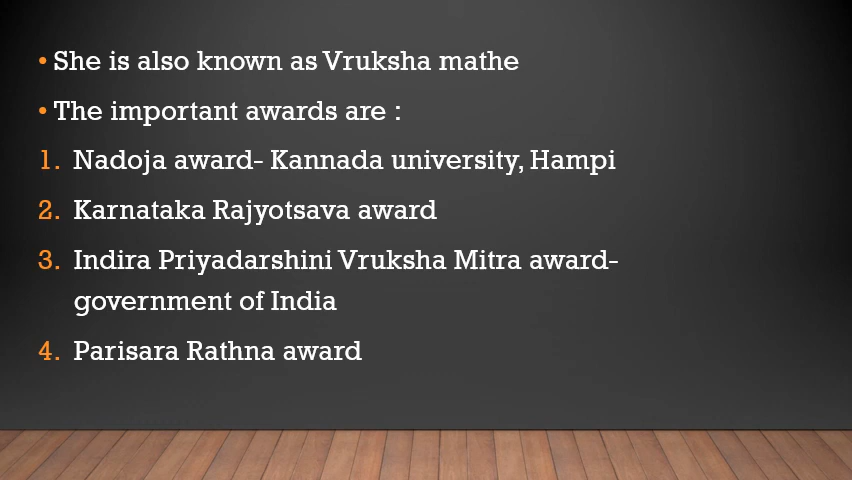 • She is also known as Vruksha mathe
• The important awards are :
1. Nadoja award- Kannada university, Hampi
2. Karnataka Rajyotsava award
3. Indira Priyadarshini Vruksha Mitra award-
government of India
4. Parisara Rathna award